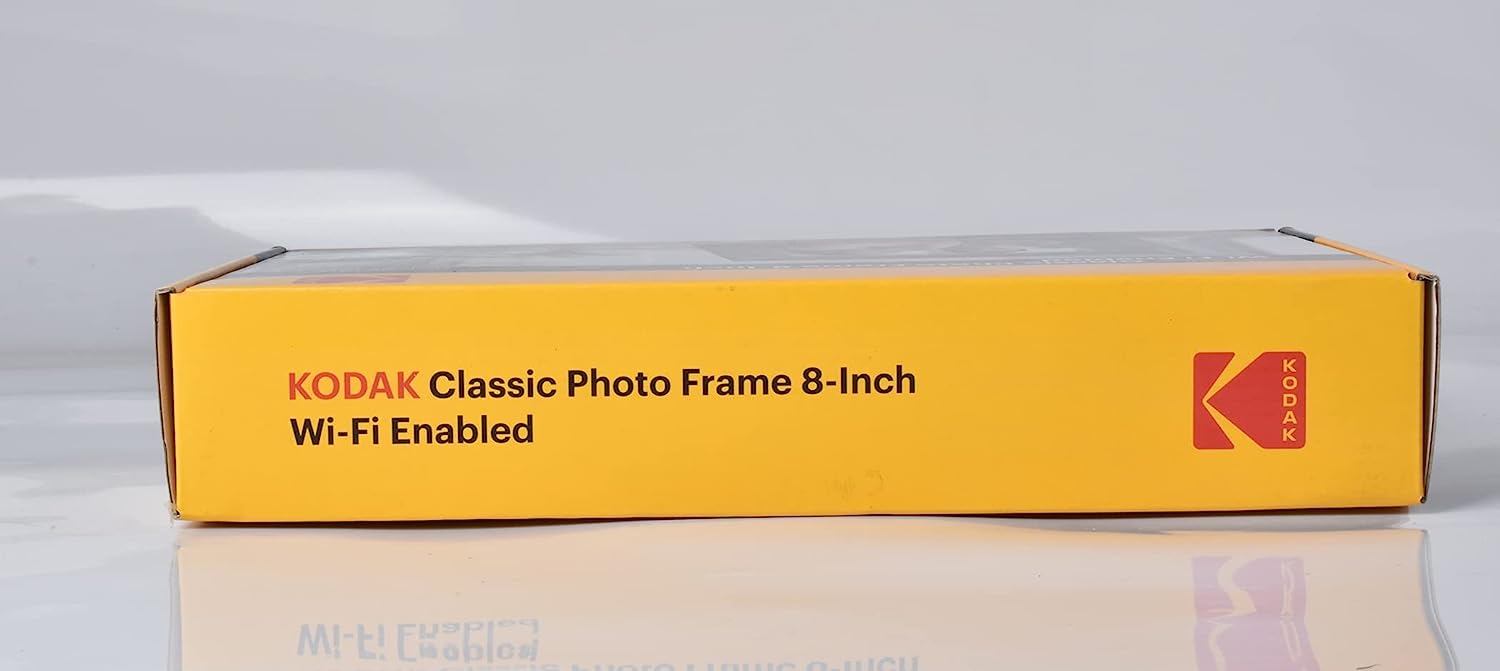 KODAK Classic Photo Frame 8-Inch
Wi-Fi Enabled
KODAK